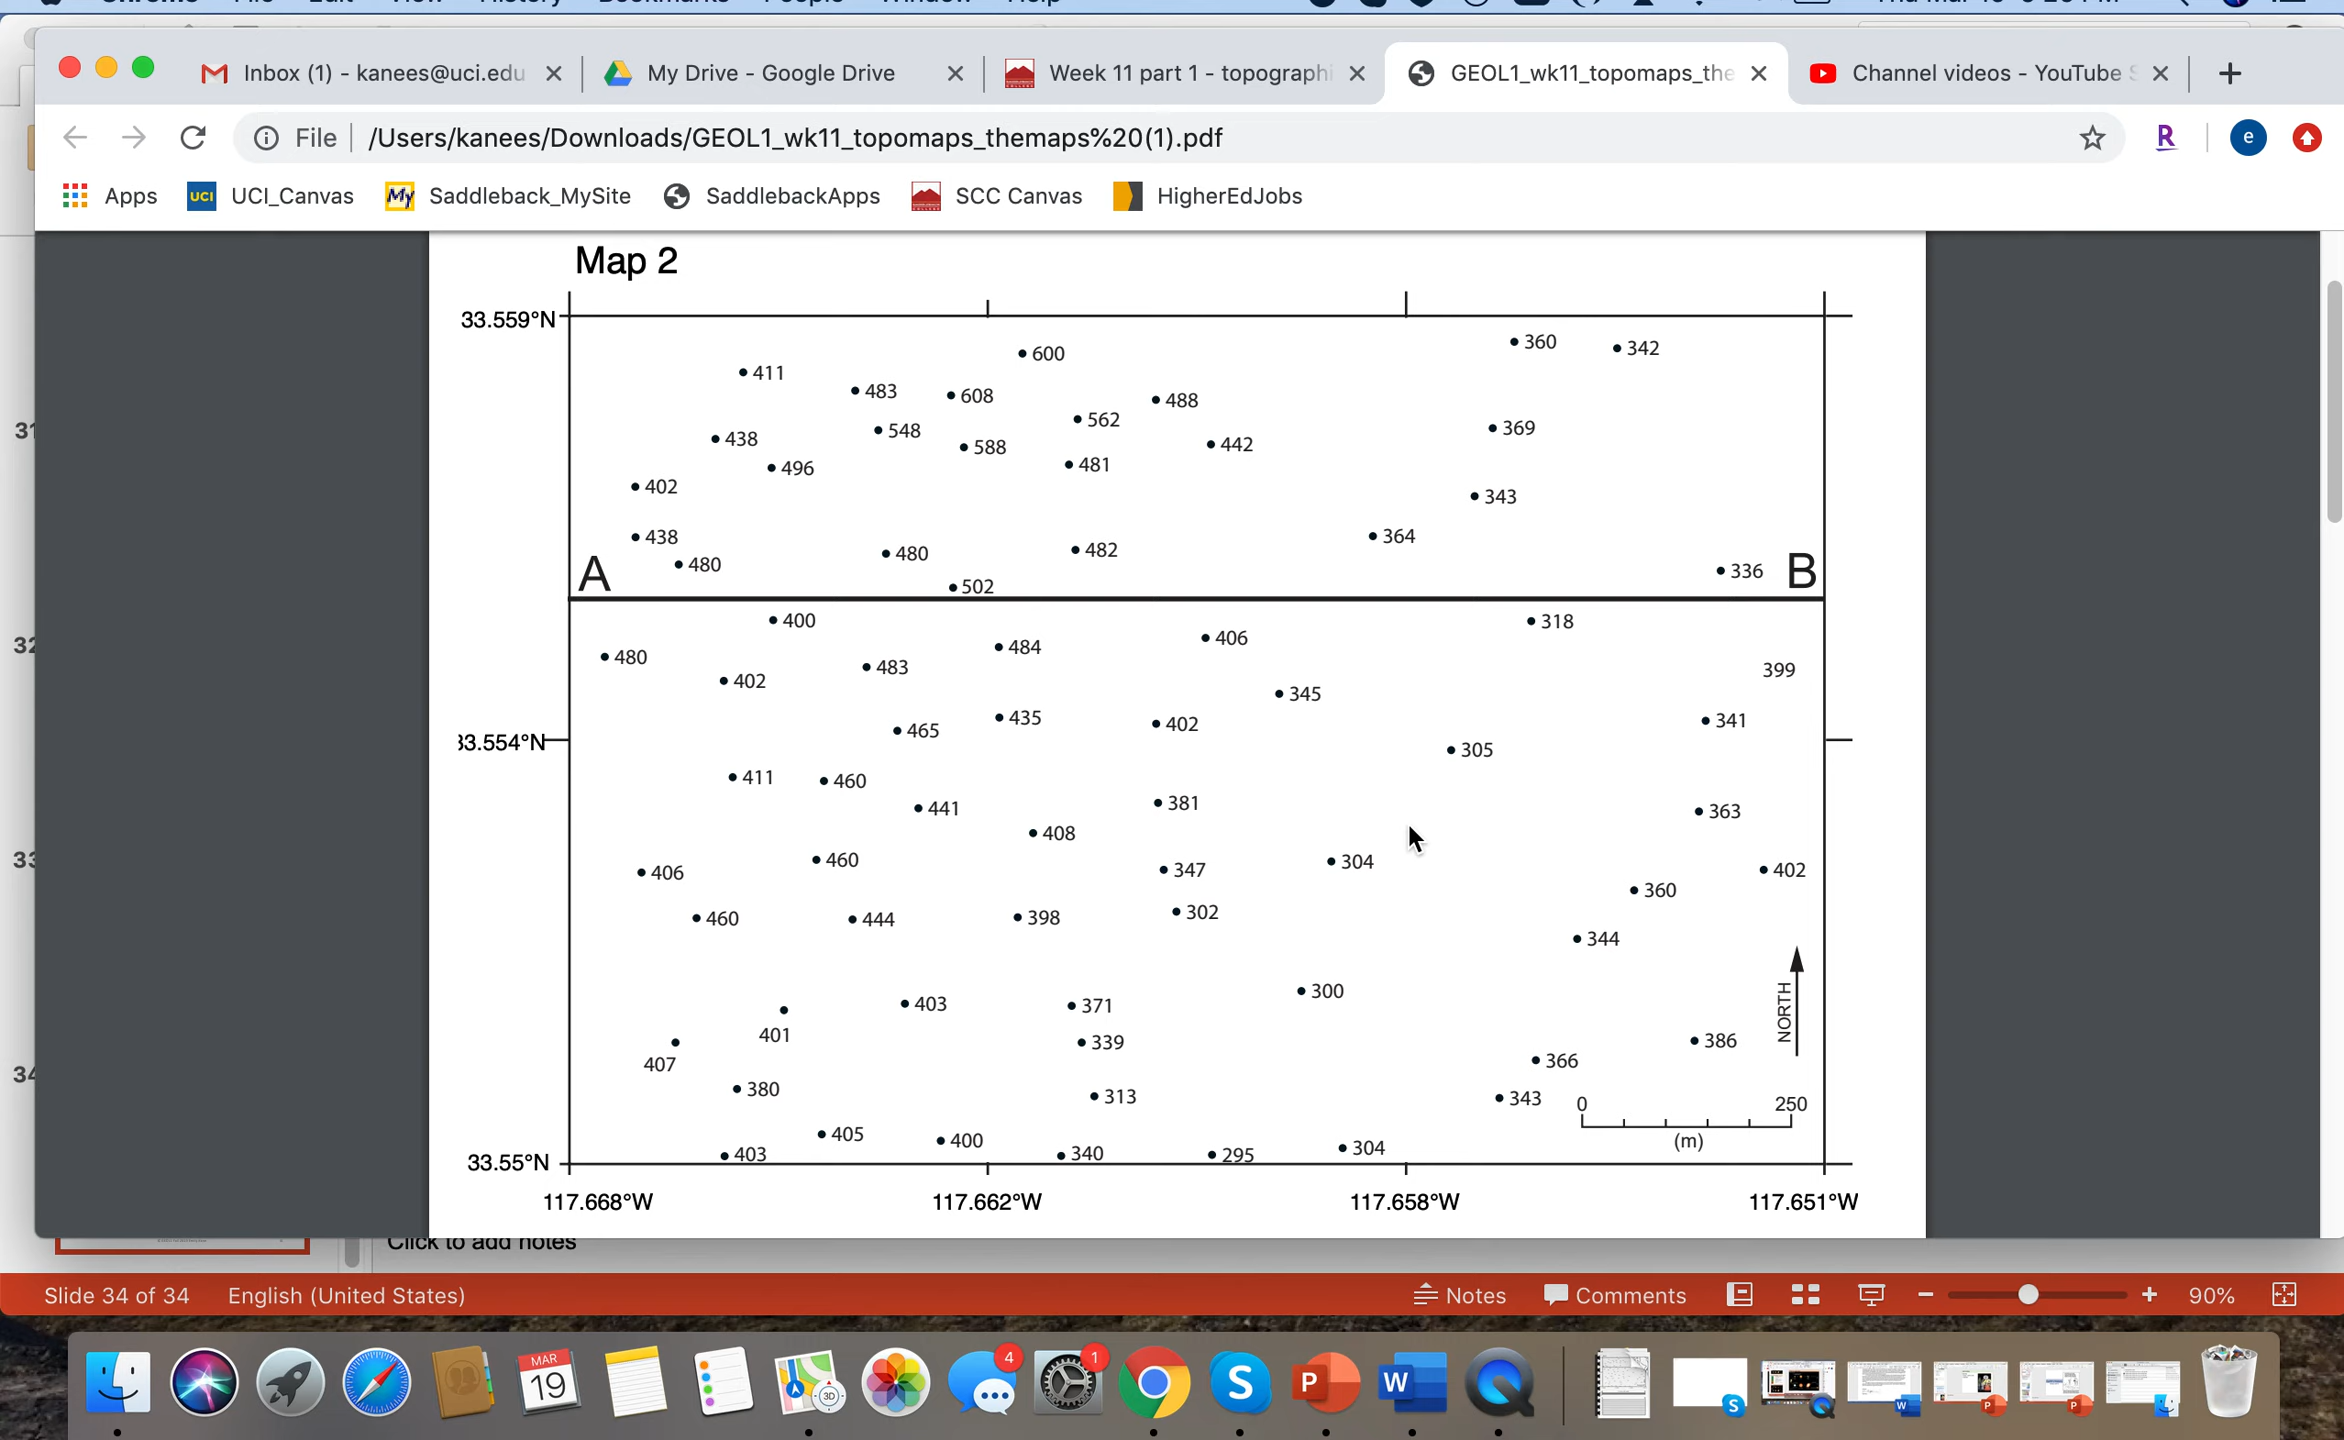 Inbox (1) - kanees@uci.edu
My Drive - Google Drive
Week 11 part 1 - topographi
GEOL1_wk11_topomaps_the
Channel videos - YouTube S
File
/Users/kanees/Downloads/GEOL1_wk11_topomaps_themaps%20(1).pdf
R
e
Apps
UCI UCI_Canvas
My Saddleback_MySite
SaddlebackApps
SCC Canvas
HigherEdJobs
Map 2
33.559°N
600
360
342
411
483
608
488
562
369
548
438
588
442
481
496
402
343
438
364
480
480
482
A
336
B
502
400
318
480
484
406
483
399
402
345
435
402
341
465
33.554°N
305
411
460
381
441
363
408
460
304
406
347
402
360
460
444
398
302
344
300
NORTH
403
371
401
339
386
407
366
380
313
343
0
250
(m)
405
400
403
340
295
304
33.55°N
117.668°W
117.662°W
117.658°W
117.651°W
Click to add notes
Slide 34 of 34
English (United States)
Notes
Comments
90%
MAR
19
3D
4
1
S
P
W